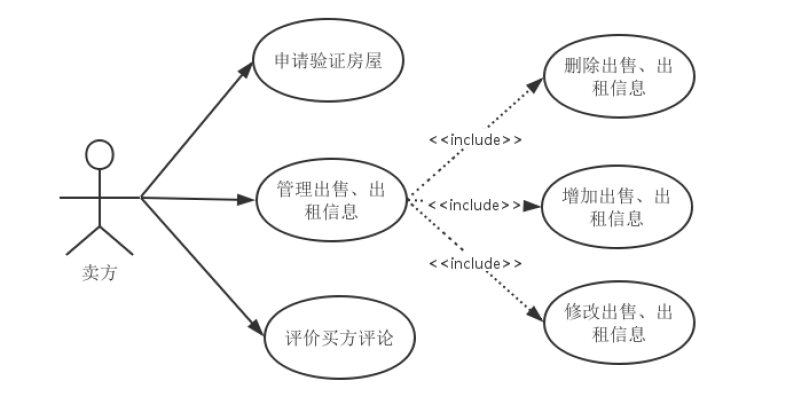 申请验证房屋
删除出售、出
租信息
<<include>>
管理出售、出
租信息
<<include>>
增加出售、出
租信息
<<include>>
卖方
评价买方评论
修改出售、出
租信息